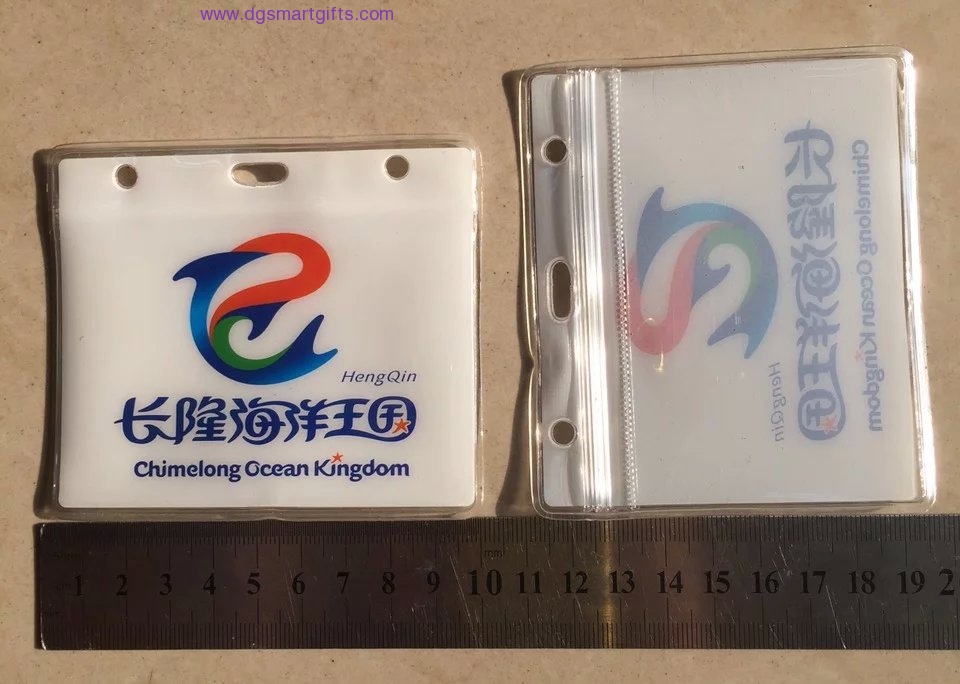 www.dgsmartgifts.com
HengQin
长隆海洋王国
Chimelong Ocean Kingdom
长隆海洋王国
Chimelong Ocean Kingdom
HengQin
mm
1 2 3 4 5 6 7 8 9 10 11 12 13 14 15 16 17 18 19 2